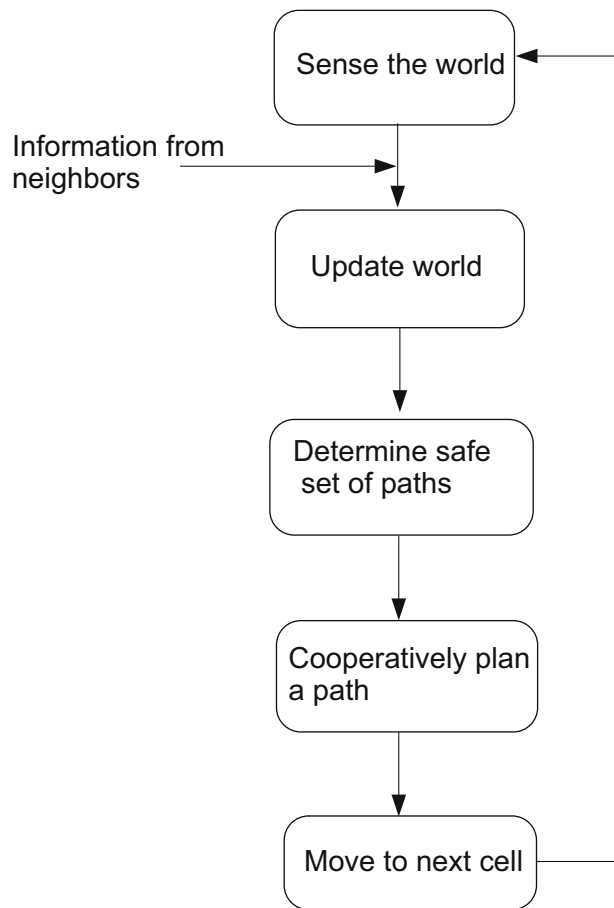 Sense the world
Information from
neighbors
Update world
Determine safe
set of paths
Cooperatively plan
a path
Move to next cell